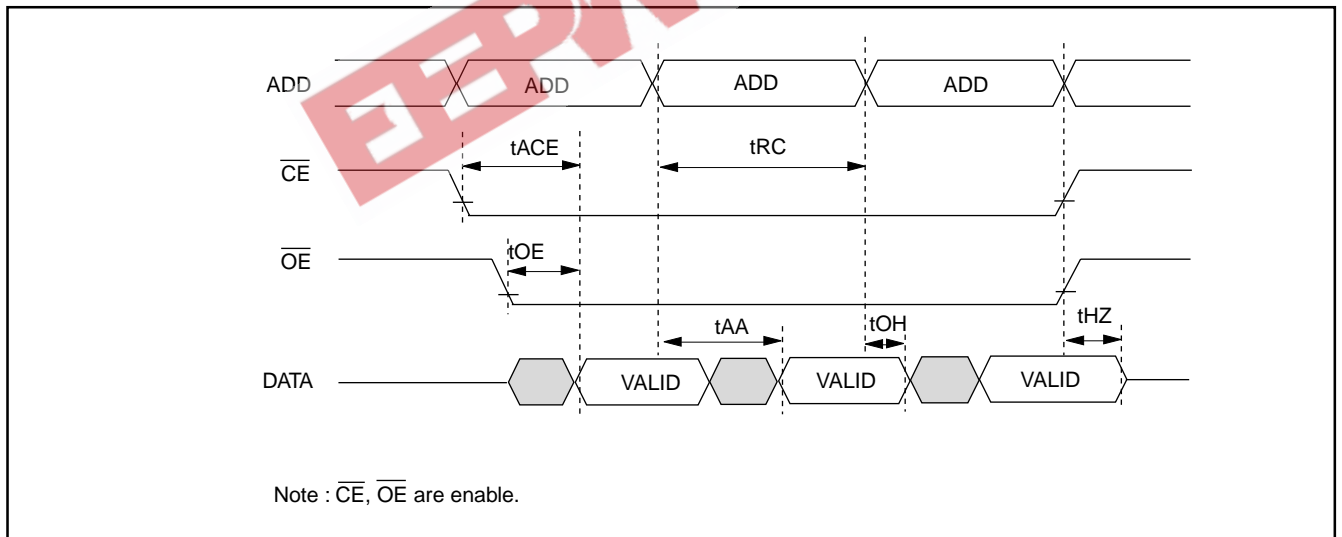 EEPW
ADD ADD ADD ADD
tACE tRC
CE
tOE
OE
tAA tOH tHZ
DATA VALID VALID VALID
Note : CE, OE are enable.